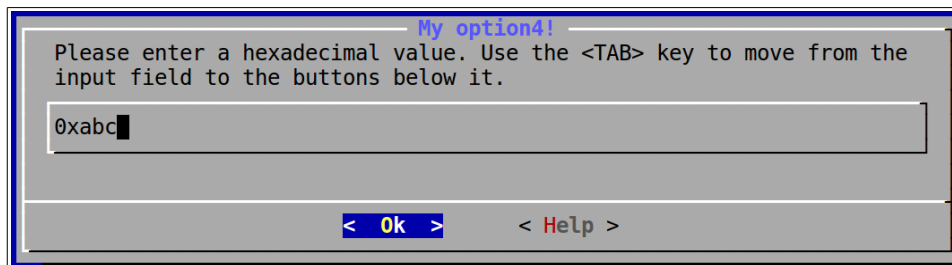 My option4!
Please enter a hexadecimal value. Use the <TAB> key to move from the
input field to the buttons below it.
0xabc
< Ok > < Help >